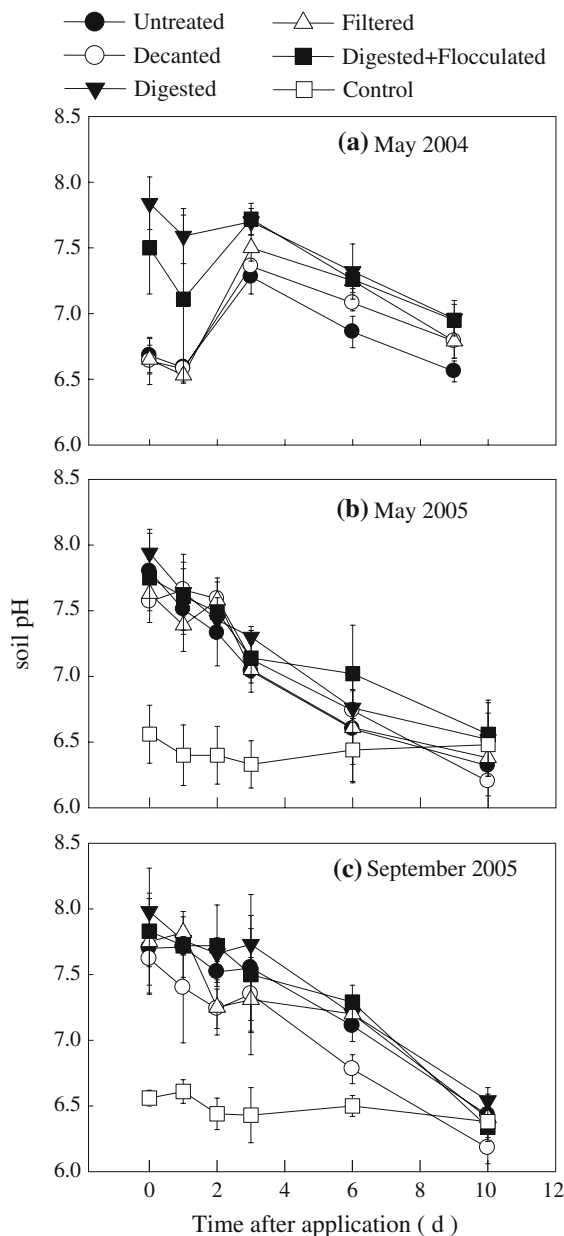 Untreated Filtered
Decanted Digested+Flocculated
Digested Control
8.5
(a) May 2004
8.0
7.5
7.0
6.5
6.0
8.5
(b) May 2005
8.0
7.5
7.0
6.5
6.0
soil pH
8.5
(c) September 2005
8.0
7.5
7.0
6.5
6.0
0 2 4 6 8 10 12
Time after application ( d )